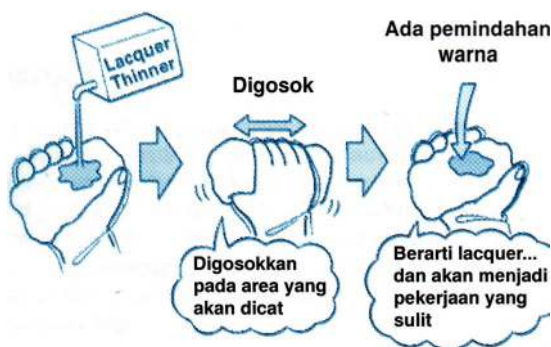 Lacquer
Thinner
Digosok
Ada pemindahan
warna
Digosokkan
pada area yang
akan dicat
Berarti lacquer...
dan akan menjadi
pekerjaan yang
sulit